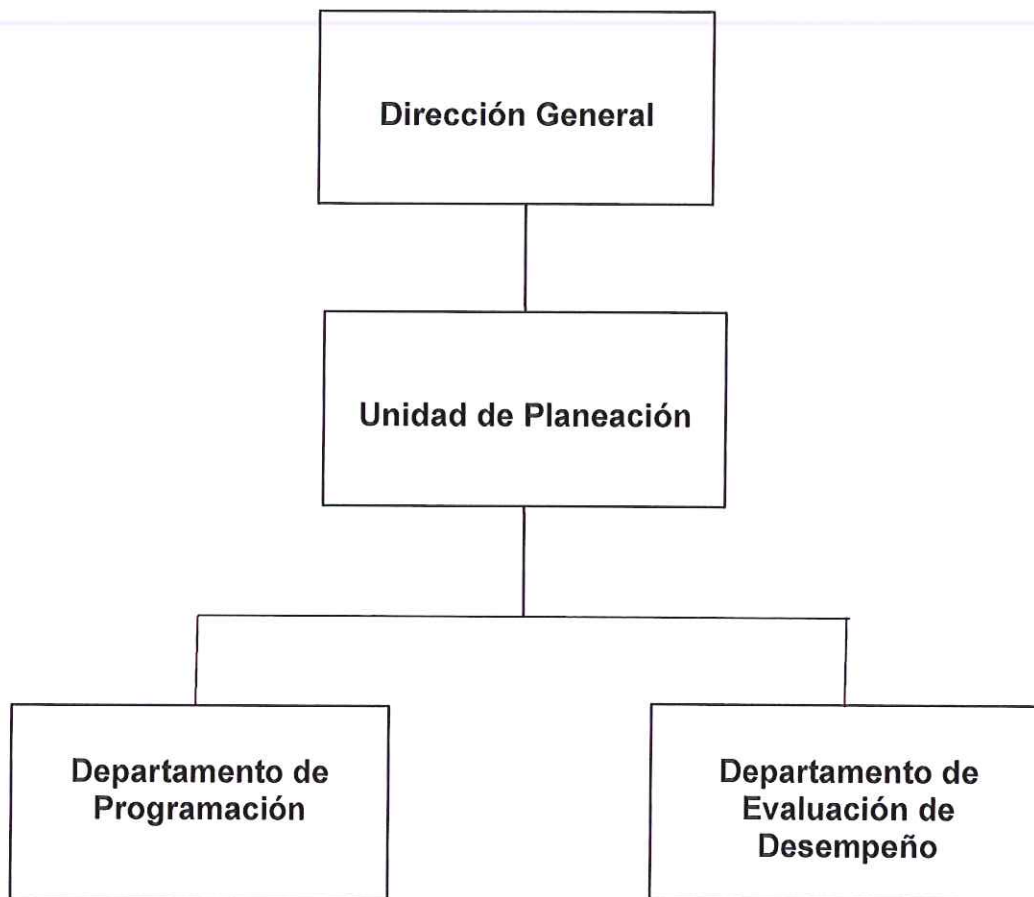 Dirección General
Unidad de Planeación
Departamento de
Programación
Departamento de
Evaluación de
Desempeño